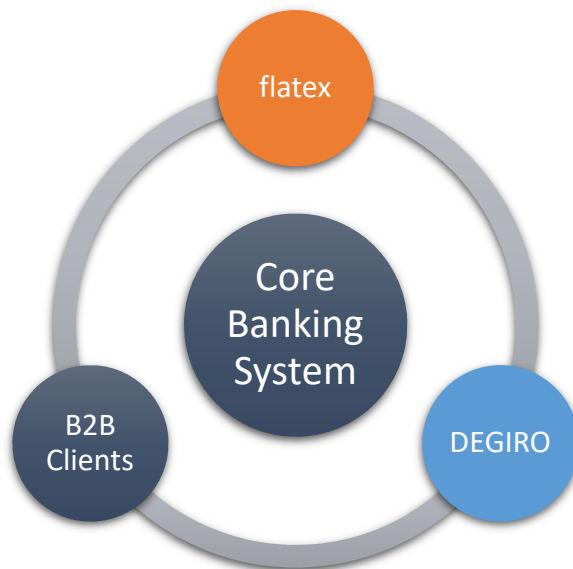 flatex
Core
Banking
System
B2B
Clients
DEGIRO